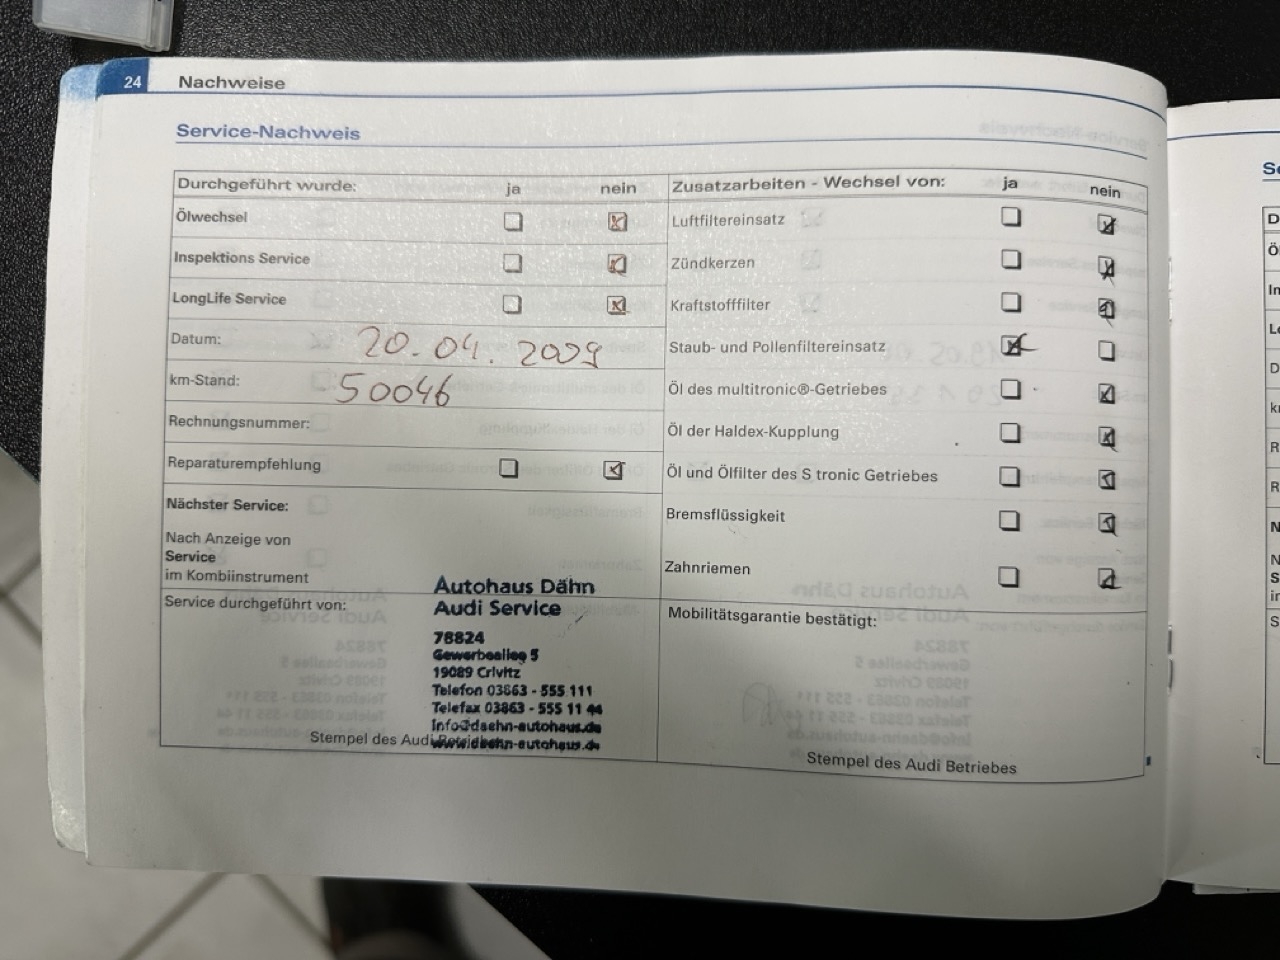 24 Nachweise
Service-Nachweis
Durchgeführt wurde: ja nein
Ölwechsel
Inspektions Service
LongLife Service
Datum: 20.04.2009
km-Stand: 50046
Rechnungsnummer:
Reparaturempfehlung
Nächster Service:
Nach Anzeige von
Service
im Kombiinstrument
Service durchgeführt von:
Autohaus Dähn
Audi Service
78824
Gewerbeallee 5
19089 Crivitz
Telefon 03863 - 555 111
Telefax 03863 - 555 11 44
info@daehn-autohaus.de
www.daehn-autohaus.de
Stempel des Audi Betriebes
Zusatzarbeiten - Wechsel von: ja nein
Luftfiltereinsatz
Zündkerzen
Kraftstofffilter
Staub- und Pollenfiltereinsatz
Öl des multitronic®-Getriebes
Öl der Haldex-Kupplung
Öl und Ölfilter des S tronic Getriebes
Bremsflüssigkeit
Zahnriemen
Mobilitätsgarantie bestätigt:
Stempel des Audi Betriebes